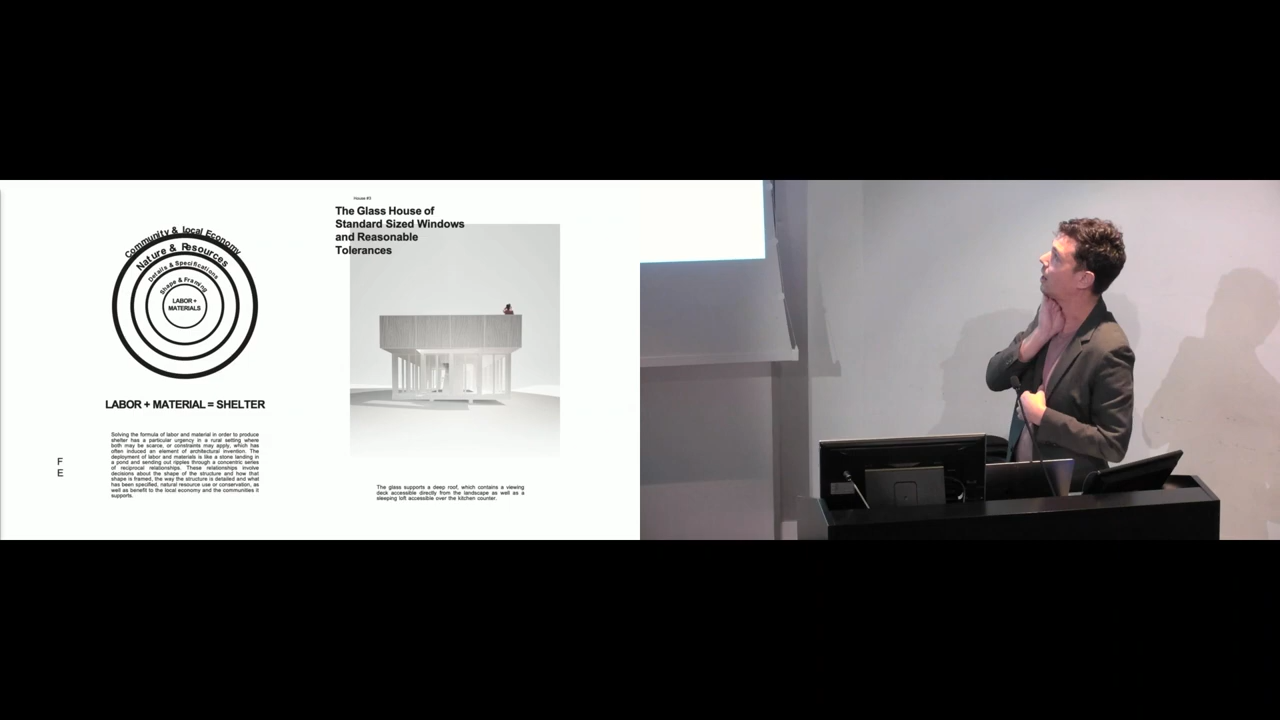 Community & local Economy
Nature & Resources
Details & Specifications
Shape & Framing
LABOR +
MATERIALS
LABOR + MATERIAL = SHELTER
Solving the formula of labor and material in order to produce
shelter has a particular urgency in a rural setting where
both may be scarce, or constraints may apply, which has
often induced an element of architectural invention. The
deployment of labor and materials is like a stone landing in
a pond and sending out ripples through a concentric series
of reciprocal relationships. These relationships involve
decisions about the shape of the structure and how that
shape is framed, the way the structure is detailed and what
has been specified, natural resource use or conservation, as
well as benefit to the local economy and the communities it
supports.
F
E
House #3
The Glass House of
Standard Sized Windows
and Reasonable
Tolerances
The glass supports a deep roof, which contains a viewing
deck accessible directly from the landscape as well as a
sleeping loft accessible over the kitchen counter.